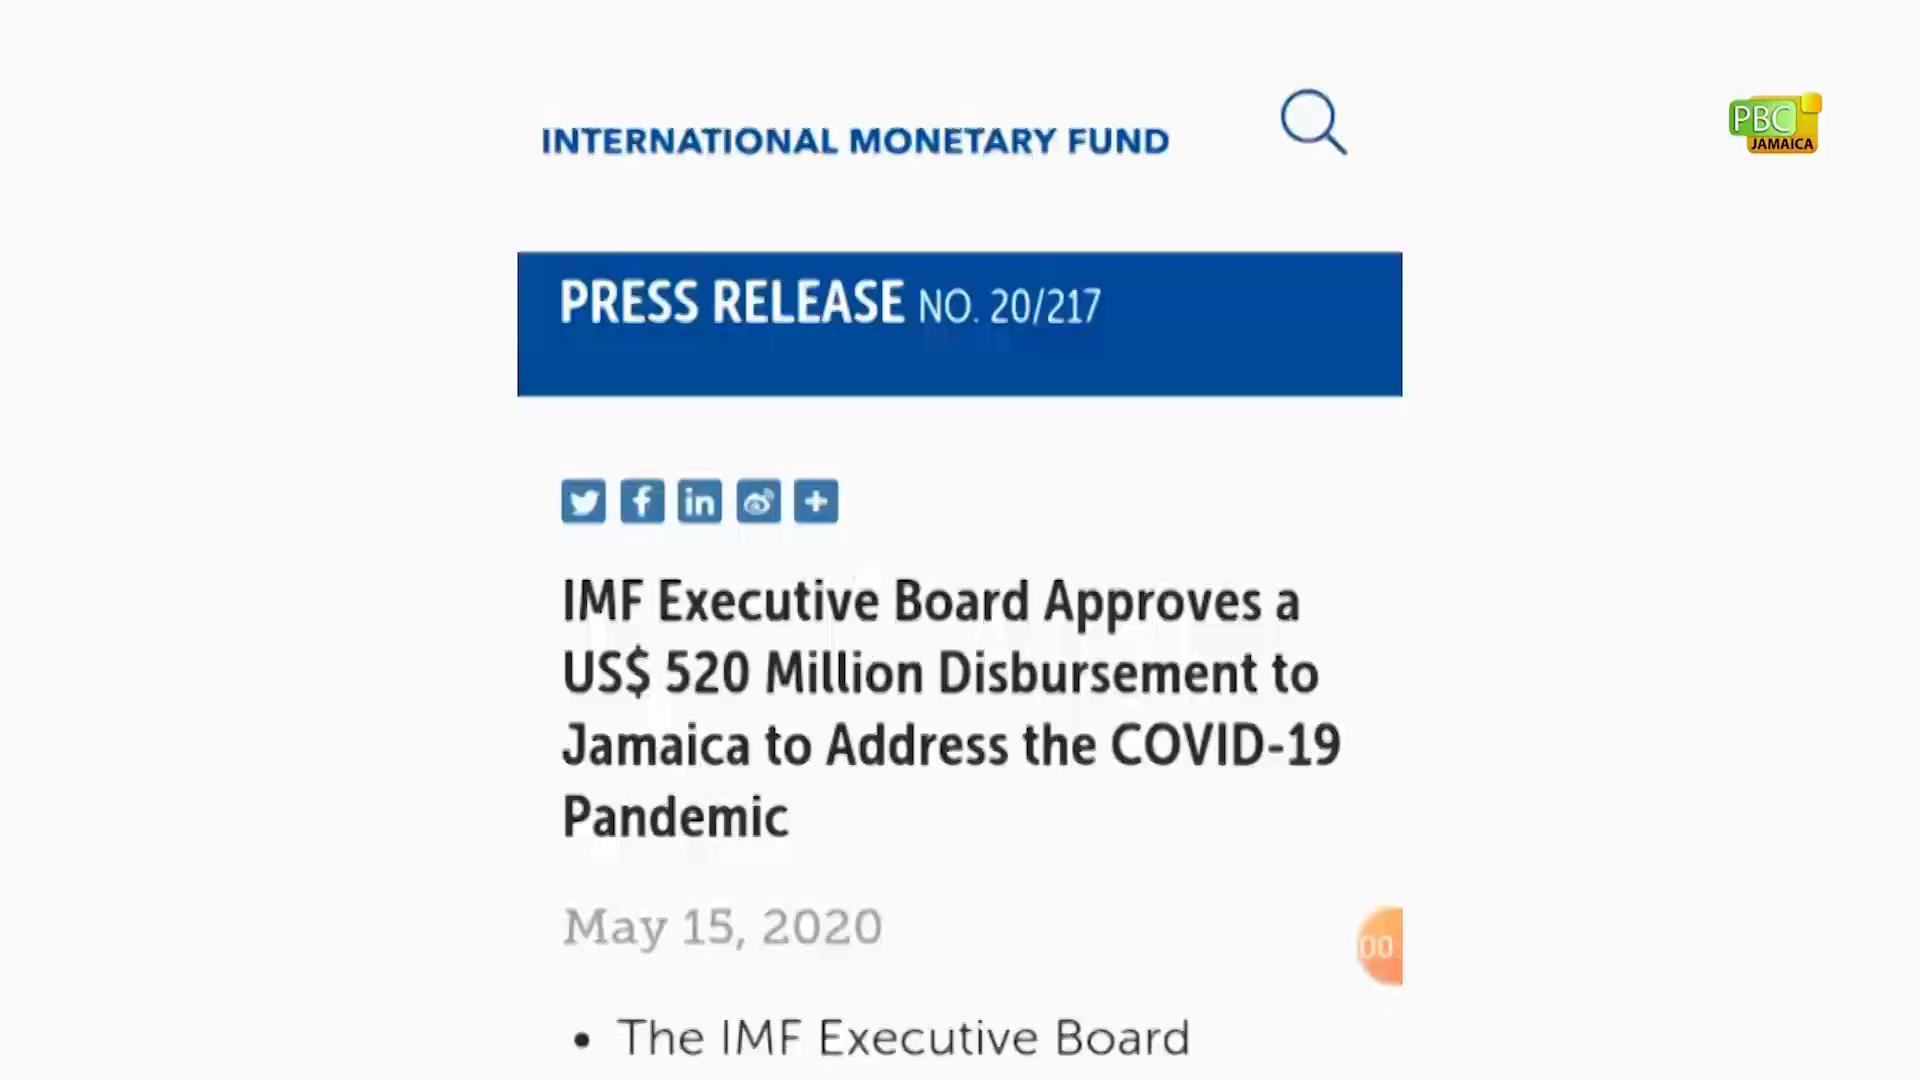 INTERNATIONAL MONETARY FUND
PBC
JAMAICA
PRESS RELEASE NO. 20/217
IMF Executive Board Approves a
US$ 520 Million Disbursement to
Jamaica to Address the COVID-19
Pandemic
May 15, 2020
00
• The IMF Executive Board